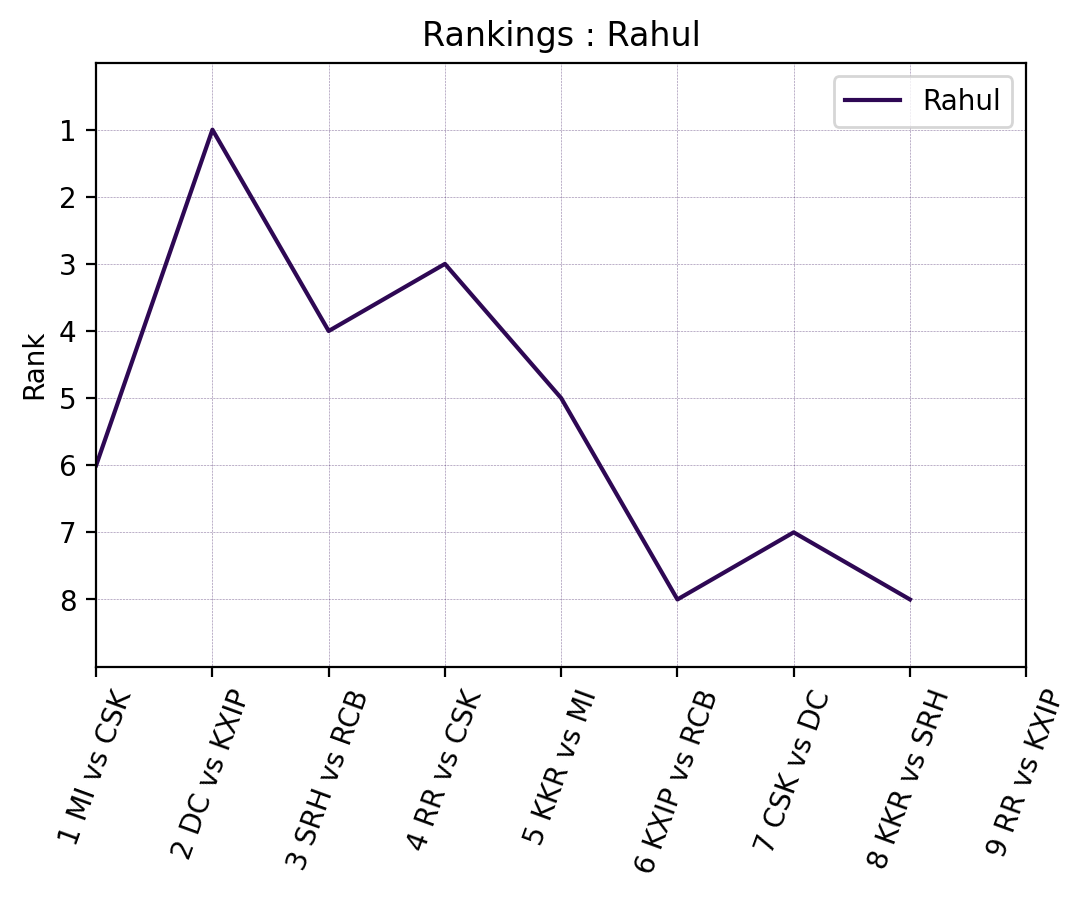 Rankings : Rahul
Rahul
Rank
1
2
3
4
5
6
7
8
1 MI vs CSK
2 DC vs KXIP
3 SRH vs RCB
4 RR vs CSK
5 KKR vs MI
6 KXIP vs RCB
7 CSK vs DC
8 KKR vs SRH
9 RR vs KXIP